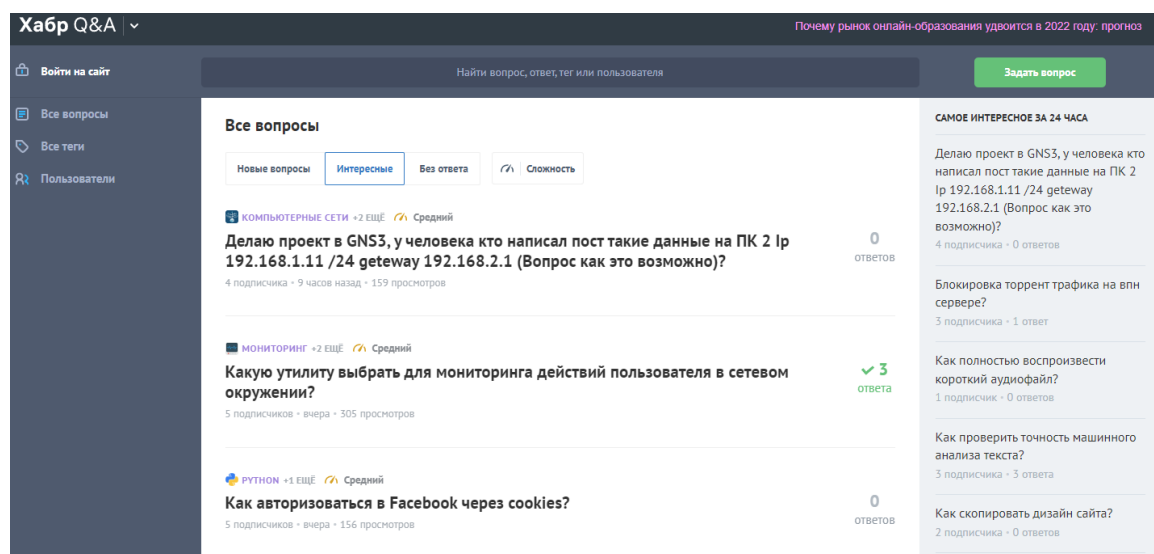 Хабр Q&A
Почему рынок онлайн-образования удвоится в 2022 году: прогноз
Войти на сайт
Найти вопрос, ответ, тег или пользователя
Задать вопрос
Все вопросы
Все теги
Пользователи
Все вопросы
Новые вопросы
Интересные
Без ответа
Сложность
КОМПЬЮТЕРНЫЕ СЕТИ +2 ЕЩЁ Средний
Делаю проект в GNS3, у человека кто написал пост такие данные на ПК 2 Ip
192.168.1.11 /24 geteway 192.168.2.1 (Вопрос как это возможно)?
4 подписчика • 9 часов назад • 159 просмотров
0
ответов
МОНИТОРИНГ +2 ЕЩЁ Средний
Какую утилиту выбрать для мониторинга действий пользователя в сетевом
окружении?
5 подписчиков • вчера • 305 просмотров
3
ответа
PYTHON +1 ЕЩЁ Средний
Как авторизоваться в Facebook через cookies?
5 подписчиков • вчера • 156 просмотров
0
ответов
САМОЕ ИНТЕРЕСНОЕ ЗА 24 ЧАСА
Делаю проект в GNS3, у человека кто
написал пост такие данные на ПК 2
Ip 192.168.1.11 /24 geteway
192.168.2.1 (Вопрос как это
возможно)?
4 подписчика • 0 ответов
Блокировка торрент трафика на впн
сервере?
3 подписчика • 1 ответ
Как полностью воспроизвести
короткий аудиофайл?
1 подписчик • 0 ответов
Как проверить точность машинного
анализа текста?
3 подписчика • 3 ответа
Как скопировать дизайн сайта?
2 подписчика • 0 ответов